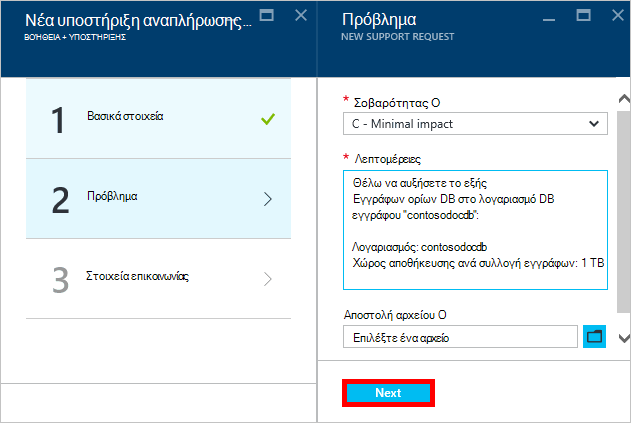 Νέα υποστήριξη αναπλήρωσης...
ΒΟΉΘΕΙΑ + ΥΠΟΣΤΉΡΙΞΗΣ
1
Βασικά στοιχεία
2
Πρόβλημα
3
Στοιχεία επικοινωνίας
Πρόβλημα
NEW SUPPORT REQUEST
* Σοβαρότητας Ο
C - Minimal impact
* Λεπτομέρειες
Θέλω να αυξήσετε το εξής
Εγγράφων ορίων DB στο λογαριασμό DB
εγγράφου "contosodocdb":
Λογαριασμός: contosodocdb
Χώρος αποθήκευσης ανά συλλογή εγγράφων: 1 TB
Αποστολή αρχείου Ο
Επιλέξτε ένα αρχείο
Next